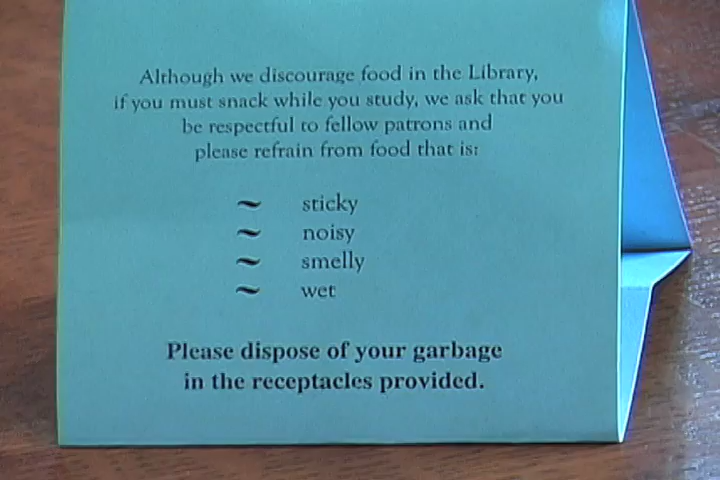 Although we discourage food in the Library,
if you must snack while you study, we ask that you
be respectful to fellow patrons and
please refrain from food that is:
~ sticky
~ noisy
~ smelly
~ wet
Please dispose of your garbage
in the receptacles provided.